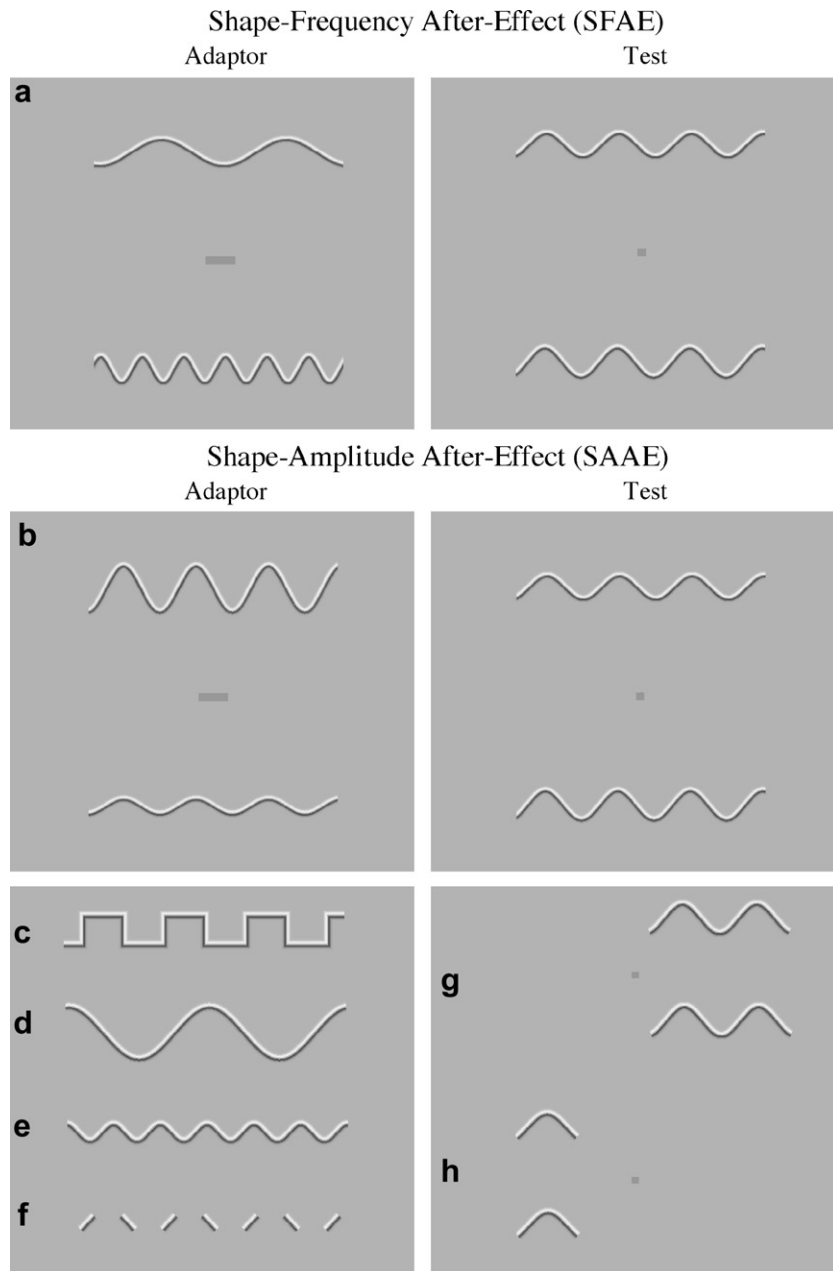 Shape-Frequency After-Effect (SFAE)
Adaptor Test
a
Shape-Amplitude After-Effect (SAAE)
Adaptor Test
b
c
d
e
f
g
h